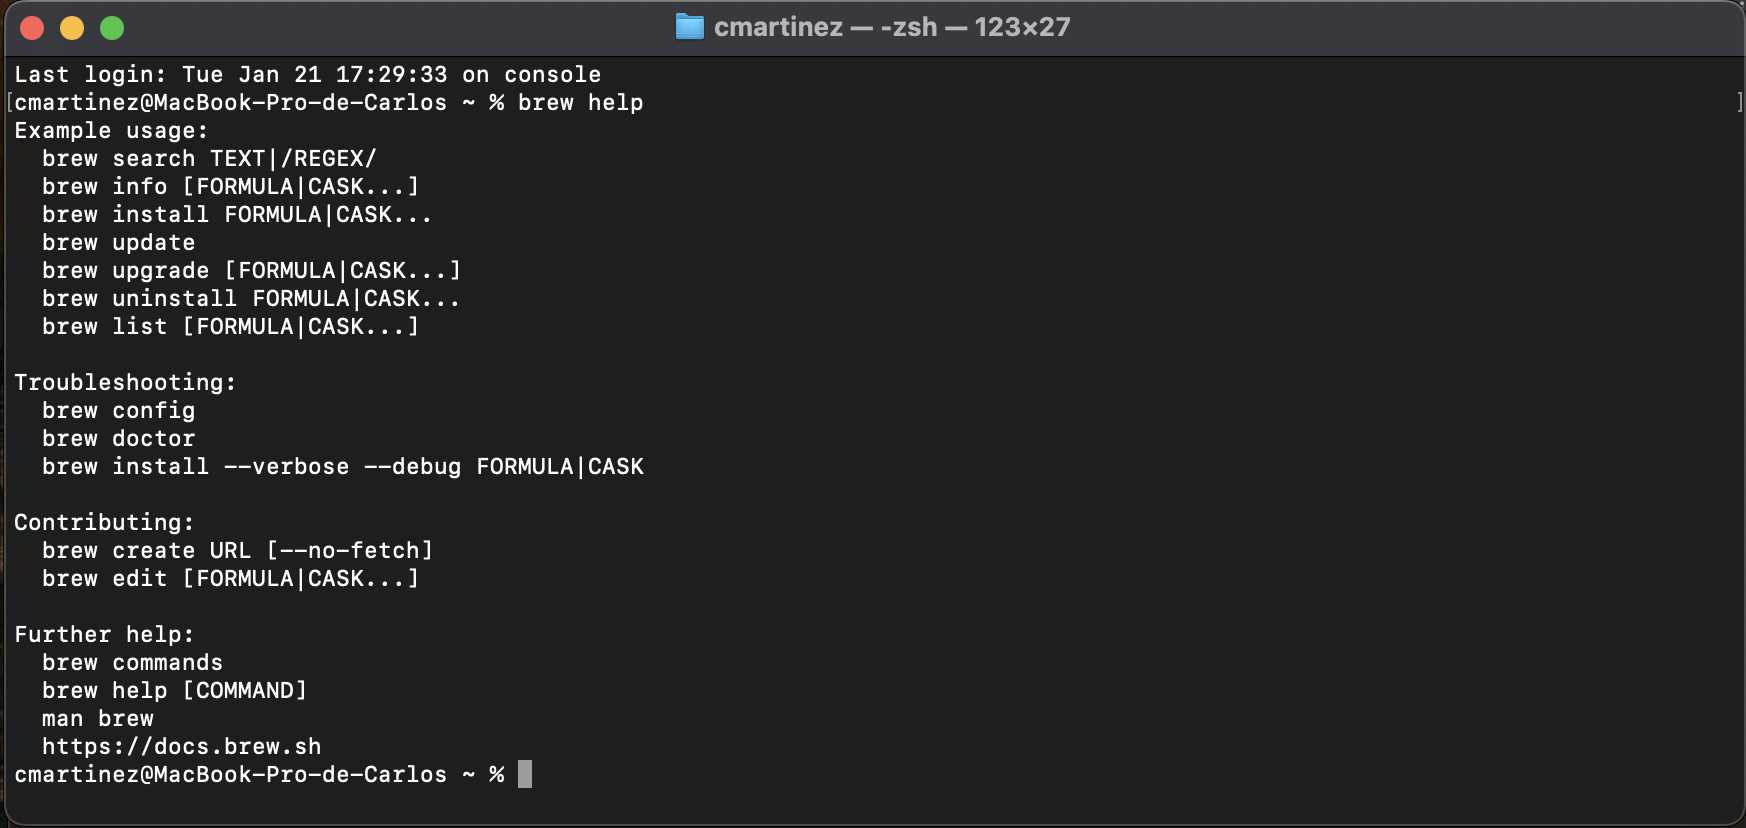 cmartinez — -zsh — 123×27
Last login: Tue Jan 21 17:29:33 on console
[cmartinez@MacBook-Pro-de-Carlos ~ % brew help ]
Example usage:
  brew search TEXT|/REGEX/
  brew info [FORMULA|CASK...]
  brew install FORMULA|CASK...
  brew update
  brew upgrade [FORMULA|CASK...]
  brew uninstall FORMULA|CASK...
  brew list [FORMULA|CASK...]

Troubleshooting:
  brew config
  brew doctor
  brew install --verbose --debug FORMULA|CASK

Contributing:
  brew create URL [--no-fetch]
  brew edit [FORMULA|CASK...]

Further help:
  brew commands
  brew help [COMMAND]
  man brew
  https://docs.brew.sh
cmartinez@MacBook-Pro-de-Carlos ~ %